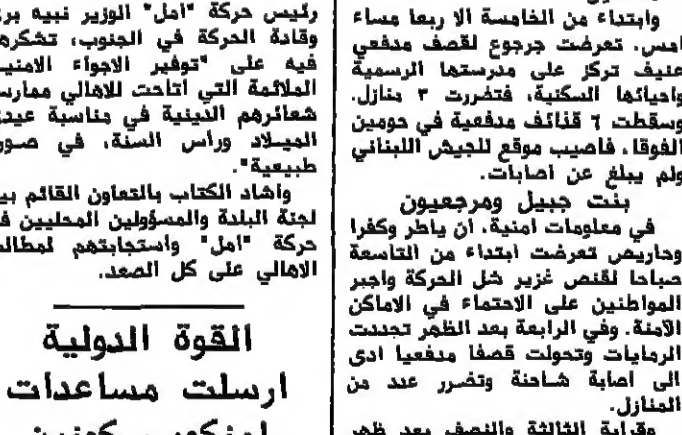 وابتداء من الخامسة الا ربعا مساء
امس، تعرضت جرجوع لقصف مدفعي
عنيف تركز على مدرستها الرسمية
واحيائها السكنية، فتضررت ٣ منازل.
وسقطت ٦ قذائف مدفعية في حومين
الفوقا، فاصيب موقع للجيش اللبناني
ولم يبلغ عن اصابات.
بنت جبيل ومرجعيون
في معلومات امنية، ان ياطر وكفرا
وحاريص تعرضت ابتداء من التاسعة
صباحا لقنص غزير شل الحركة واجبر
المواطنين على الاحتماء في الاماكن
الآمنة. وفي الرابعة بعد الظهر تجددت
الرمايات وتحولت قصفا مدفعيا ادى
الى اصابة شاحنة وتضرر عدد من
المنازل.
وقرابة الثالثة والنصف بعد ظهر
رئيس حركة "امل" الوزير نبيه
وقادة الحركة في الجنوب، تشكرهم
فيه على "توفير الاجواء الامنية
الملائمة التي اتاحت للاهالي ممارسة
شعائرهم الدينية في مناسبة عيدي
الميلاد وراس السنة، في صورة
طبيعية".
واشاد الكتاب بالتعاون القائم بين
لجنة البلدة والمسؤولين المحليين في
حركة "امل" واستجابتهم لمطالب
الاهالي على كل الصعد.
القوة الدولية
ارسلت مساعدات